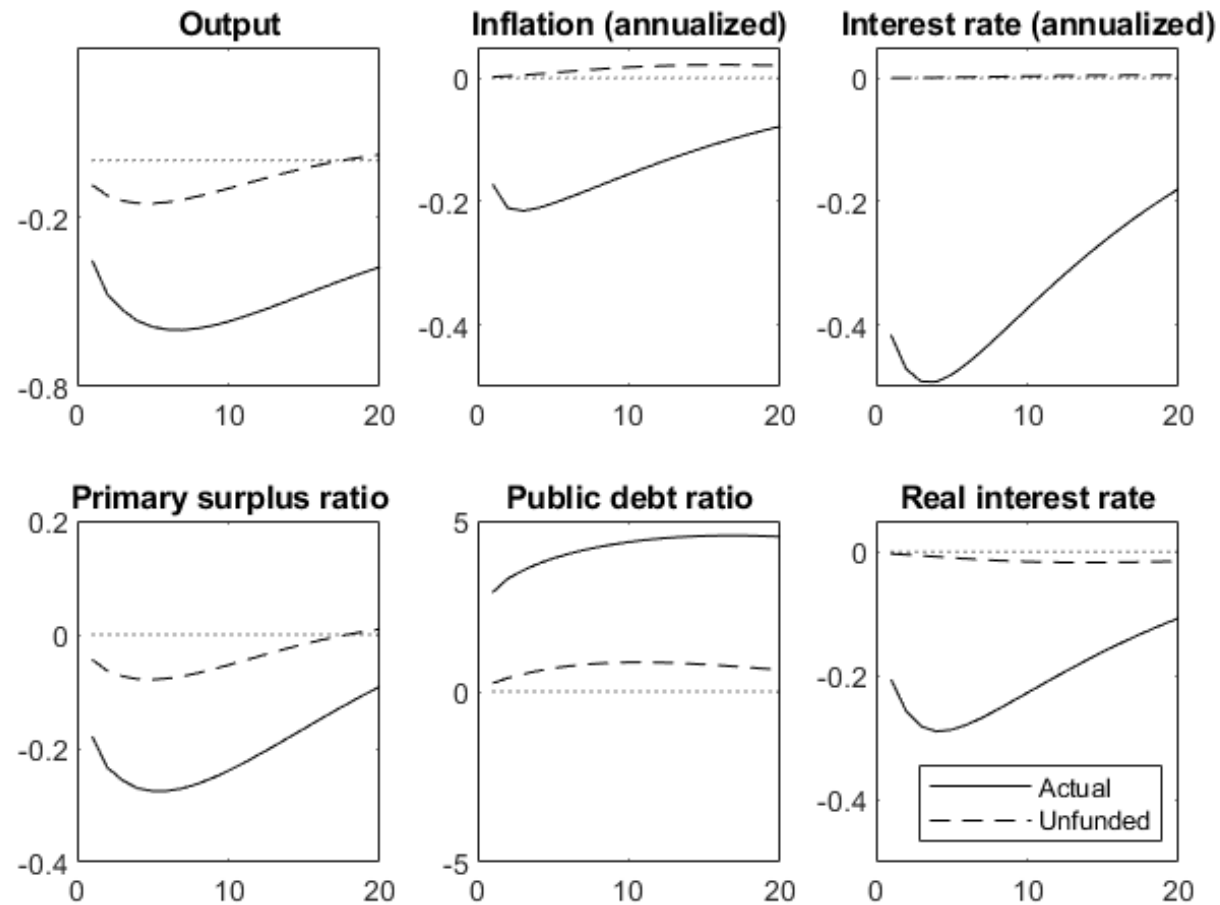 Output
-0.2
-0.8
0 10 20
Inflation (annualized)
0
-0.2
-0.4
0 10 20
Interest rate (annualized)
0
-0.2
-0.4
0 10 20
Primary surplus ratio
0.2
0
-0.2
-0.4
0 10 20
Public debt ratio
5
0
-5
0 10 20
Real interest rate
0
-0.2
-0.4
0 10 20
Actual
Unfunded